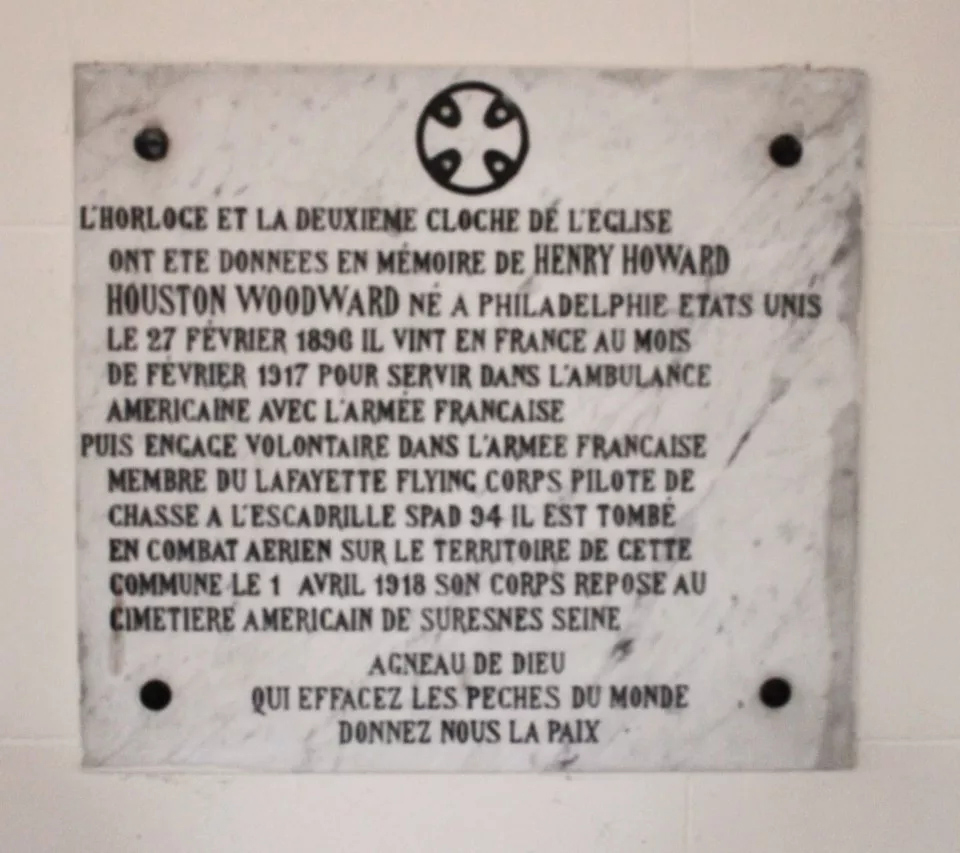 L'HORLOGE ET LA DEUXIEME CLOCHE DE L'EGLISE
ONT ETE DONNEES EN MÉMOIRE DE HENRY HOWARD
HOUSTON WOODWARD NÉ A PHILADELPHIE ETATS UNIS
LE 27 FÉVRIER 1896 IL VINT EN FRANCE AU MOIS
DE FÉVRIER 1917 POUR SERVIR DANS L'AMBULANCE
AMERICAINE AVEC L'ARMÉE FRANCAISE
PUIS ENGAGE VOLONTAIRE DANS L'ARMEE FRANCAISE
MEMBRE DU LAFAYETTE FLYING CORPS PILOTE DE
CHASSE A L'ESCADRILLE SPAD 94 IL EST TOMBÉ
EN COMBAT AERIEN SUR LE TERRITOIRE DE CETTE
COMMUNE LE 1 AVRIL 1918 SON CORPS REPOSE AU
CIMETIERE AMERICAIN DE SURESNES SEINE
AGNEAU DE DIEU
QUI EFFACEZ LES PECHES DU MONDE
DONNEZ NOUS LA PAIX